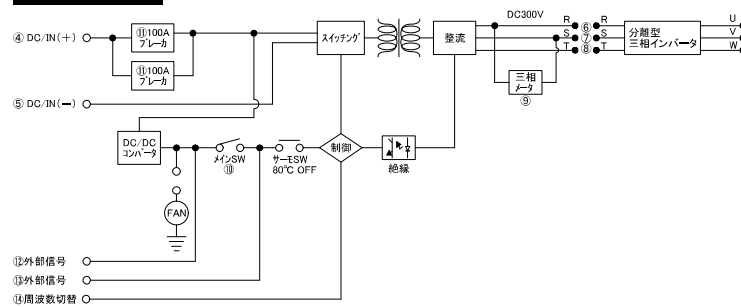 DC300V
④ DC/IN(+)
⑪100A
ブレーカ
⑪100A
ブレーカ
スイッチング
整流
R ⑥ R
S ⑦ S
T ⑧ T
分離型
三相インバータ
U
V
W
三相
メータ
⑨
⑤ DC/IN(ー)
DC/DC
コンバータ
メインSW
⑩
サーモSW
80℃ OFF
制御
絶縁
FAN
⑫外部信号
⑬外部信号
⑭周波数切替